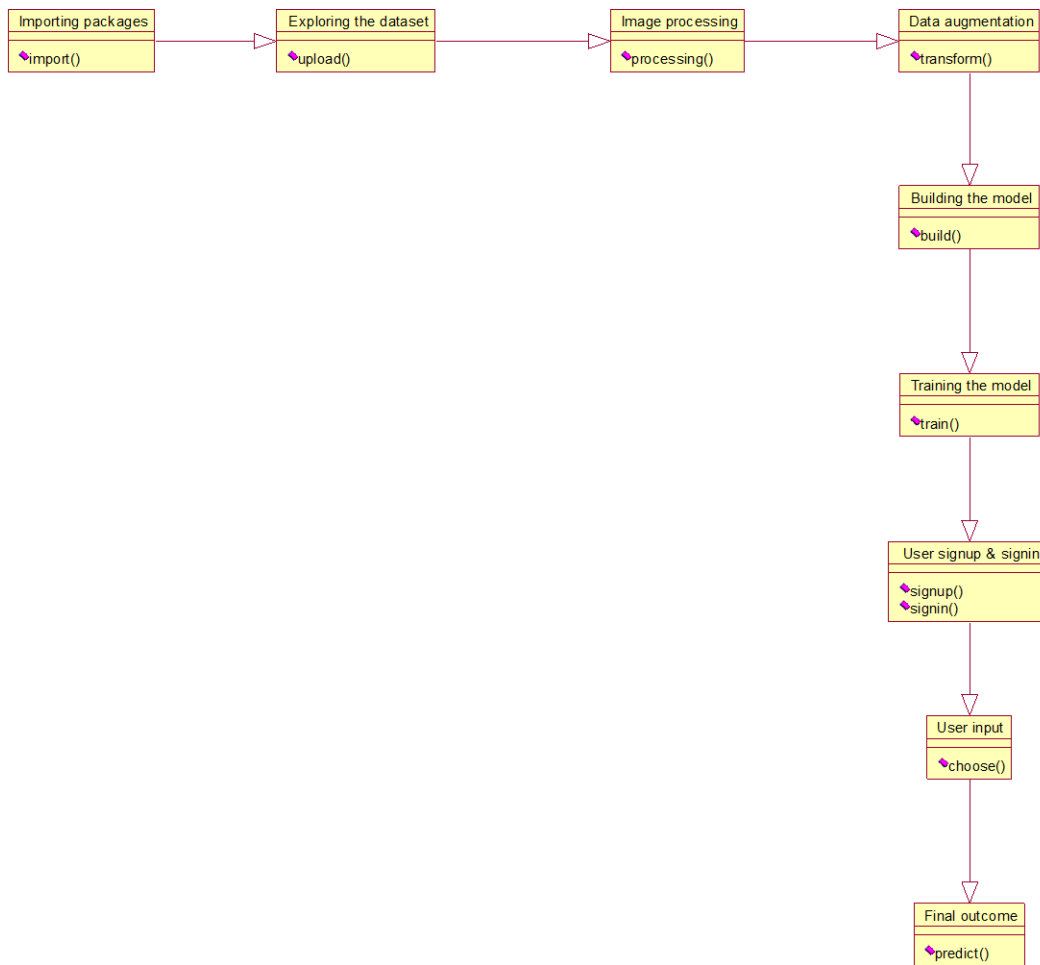 Importing packages
import()
Exploring the dataset
upload()
Image processing
processing()
Data augmentation
transform()
Building the model
build()
Training the model
train()
User signup & signin
signup()
signin()
User input
choose()
Final outcome
predict()